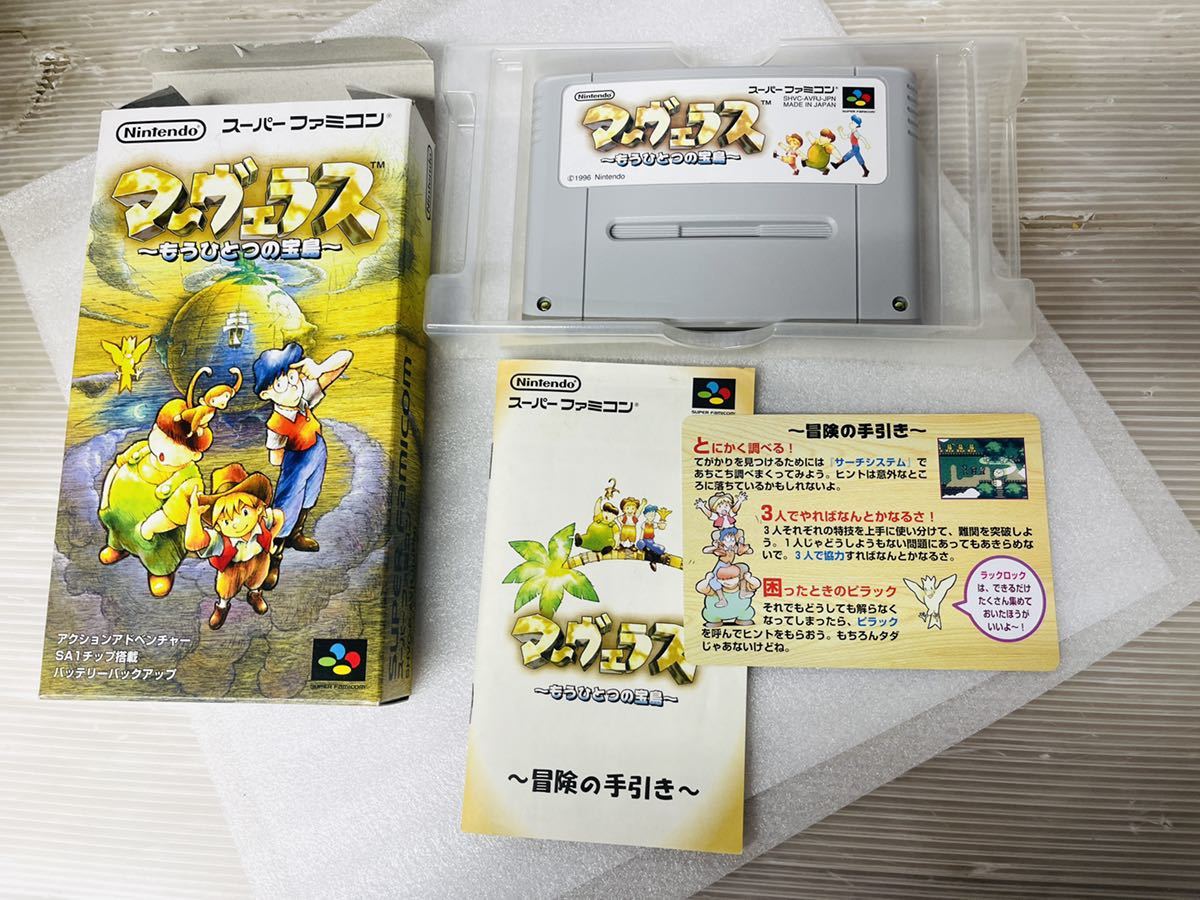 Nintendo
スーパーファミコン
マーヴェラス™
～もうひとつの宝島～
アクションアドベンチャー
SA1チップ搭載
バッテリーバックアップ
SUPER FAMICOM
Nintendo
SUPER FAMICOM
Nintendo
マーヴェラス™
～もうひとつの宝島～
©1996 Nintendo
スーパーファミコン
SHVC-AVRJ-JPN
MADE IN JAPAN
SUPER FAMICOM
Nintendo
スーパーファミコン
SUPER FAMICOM
マーヴェラス
～もうひとつの宝島～
～冒険の手引き～
～冒険の手引き～
とにかく調べる！
てがかりを見つけるためには『サーチシステム』で
あちこち調べまくってみよう。ヒントは意外なとこ
ろに落ちているかもしれないよ。
3人でやればなんとかなるさ！
3人それぞれの特技を上手に使い分けて、難関を突破しよ
う。1人じゃどうしようもない問題にあってもあきらめな
いで。3人で協力すればなんとかなるさ。
困ったときのピラック
それでもどうしても解らなく
なってしまったら、ピラック
を呼んでヒントをもらおう。もちろんタダ
じゃあないけどね。
ラックロック
は、できるだけ
たくさん集めて
おいたほうが
いいよ～！